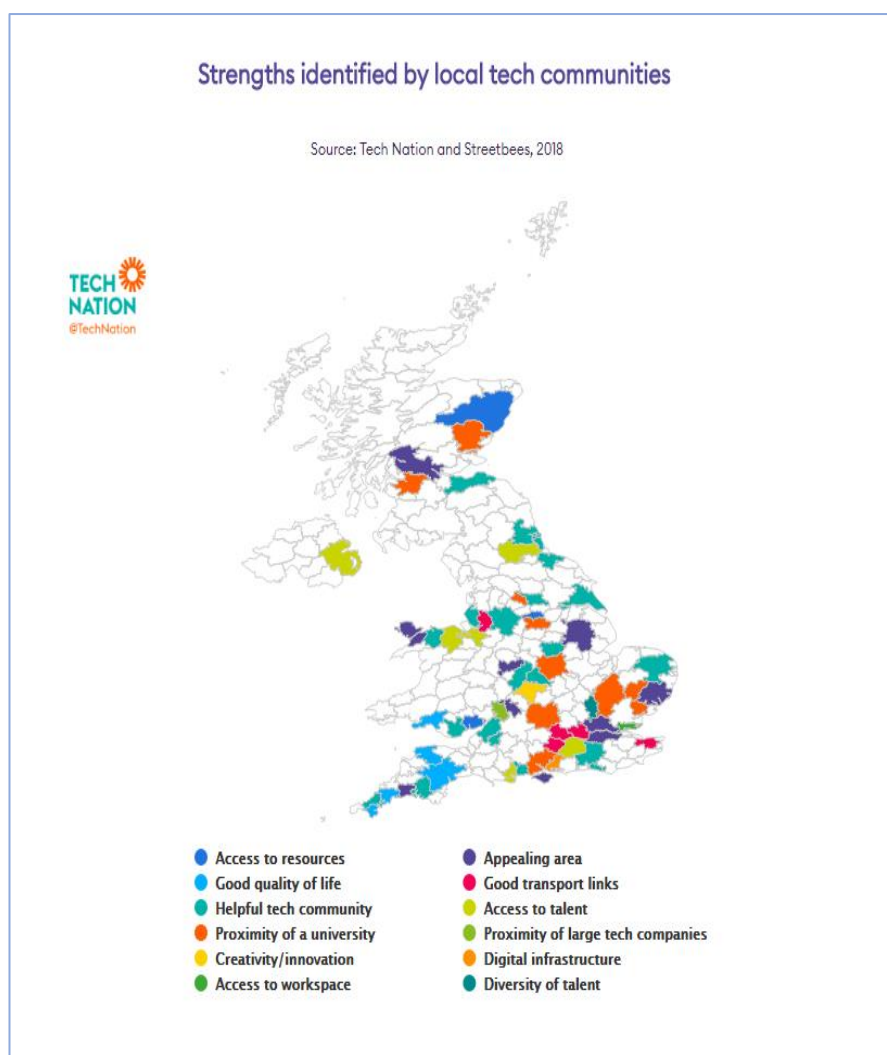 Strengths identified by local tech communities
Source: Tech Nation and Streetbees, 2018
TECH
NATION
@TechNation
Access to resources
Good quality of life
Helpful tech community
Proximity of a university
Creativity/innovation
Access to workspace
Appealing area
Good transport links
Access to talent
Proximity of large tech companies
Digital infrastructure
Diversity of talent